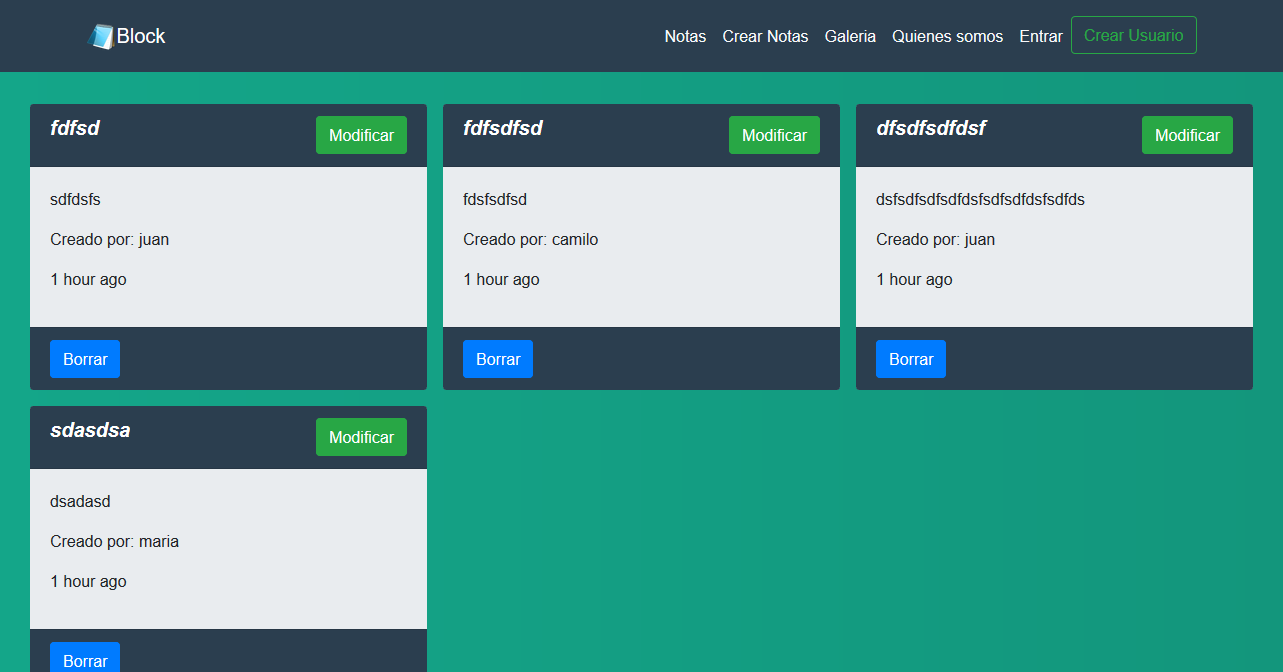 Block
Notas Crear Notas Galeria Quienes somos Entrar Crear Usuario
fdfsd
Modificar
sdfdsfs
Creado por: juan
1 hour ago
Borrar
fdfsdfsd
Modificar
fdsfsdfsd
Creado por: camilo
1 hour ago
Borrar
dfsdfsdfdsf
Modificar
dsfsdfsdfsdfdsfsdfsdfdsfsdfds
Creado por: juan
1 hour ago
Borrar
sdasdsa
Modificar
dsadasd
Creado por: maria
1 hour ago
Borrar